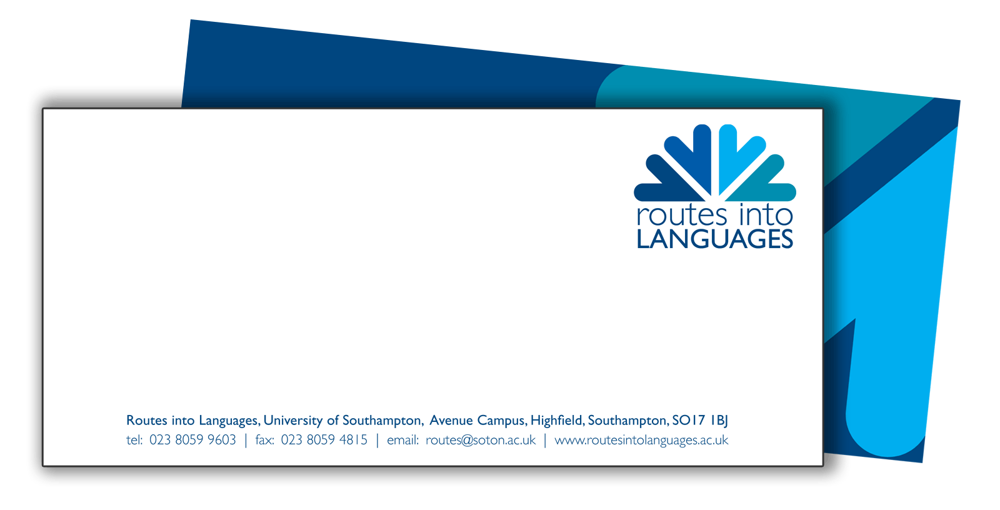 routes into
LANGUAGES
Routes into Languages, University of Southampton, Avenue Campus, Highfield, Southampton, SO17 1BJ
tel: 023 8059 9603 | fax: 023 8059 4815 | email: routes@soton.ac.uk | www.routesintolanguages.ac.uk